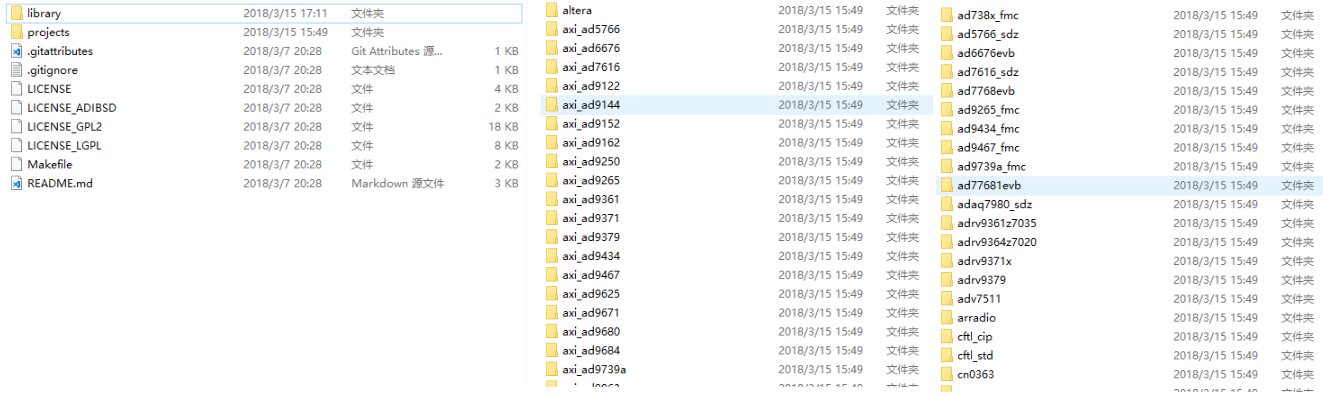 library 2018/3/15 17:11 文件夹
projects 2018/3/15 15:49 文件夹
.gitattributes 2018/3/7 20:28 Git Attributes 源... 1 KB
.gitignore 2018/3/7 20:28 文本文档 1 KB
LICENSE 2018/3/7 20:28 文件 4 KB
LICENSE_ADIBSD 2018/3/7 20:28 文件 2 KB
LICENSE_GPL2 2018/3/7 20:28 文件 18 KB
LICENSE_LGPL 2018/3/7 20:28 文件 8 KB
Makefile 2018/3/7 20:28 文件 2 KB
README.md 2018/3/7 20:28 Markdown 源文件 3 KB
altera 2018/3/15 15:49 文件夹
axi_ad5766 2018/3/15 15:49 文件夹
axi_ad6676 2018/3/15 15:49 文件夹
axi_ad7616 2018/3/15 15:49 文件夹
axi_ad9122 2018/3/15 15:49 文件夹
axi_ad9144 2018/3/15 15:49 文件夹
axi_ad9152 2018/3/15 15:49 文件夹
axi_ad9162 2018/3/15 15:49 文件夹
axi_ad9250 2018/3/15 15:49 文件夹
axi_ad9265 2018/3/15 15:49 文件夹
axi_ad9361 2018/3/15 15:49 文件夹
axi_ad9371 2018/3/15 15:49 文件夹
axi_ad9379 2018/3/15 15:49 文件夹
axi_ad9434 2018/3/15 15:49 文件夹
axi_ad9467 2018/3/15 15:49 文件夹
axi_ad9625 2018/3/15 15:49 文件夹
axi_ad9671 2018/3/15 15:49 文件夹
axi_ad9680 2018/3/15 15:49 文件夹
axi_ad9684 2018/3/15 15:49 文件夹
axi_ad9739a 2018/3/15 15:49 文件夹
ad738x_fmc 2018/3/15 15:49 文件夹
ad5766_sdz 2018/3/15 15:49 文件夹
ad6676evb 2018/3/15 15:49 文件夹
ad7616_sdz 2018/3/15 15:49 文件夹
ad7768evb 2018/3/15 15:49 文件夹
ad9265_fmc 2018/3/15 15:49 文件夹
ad9434_fmc 2018/3/15 15:49 文件夹
ad9467_fmc 2018/3/15 15:49 文件夹
ad9739a_fmc 2018/3/15 15:49 文件夹
ad77681evb 2018/3/15 15:49 文件夹
adaq7980_sdz 2018/3/15 15:49 文件夹
adrv9361z7035 2018/3/15 15:49 文件夹
adrv9364z7020 2018/3/15 15:49 文件夹
adrv9371x 2018/3/15 15:49 文件夹
adrv9379 2018/3/15 15:49 文件夹
adv7511 2018/3/15 15:49 文件夹
arradio 2018/3/15 15:49 文件夹
cftl_cip 2018/3/15 15:49 文件夹
cftl_std 2018/3/15 15:49 文件夹
cn0363 2018/3/15 15:49 文件夹